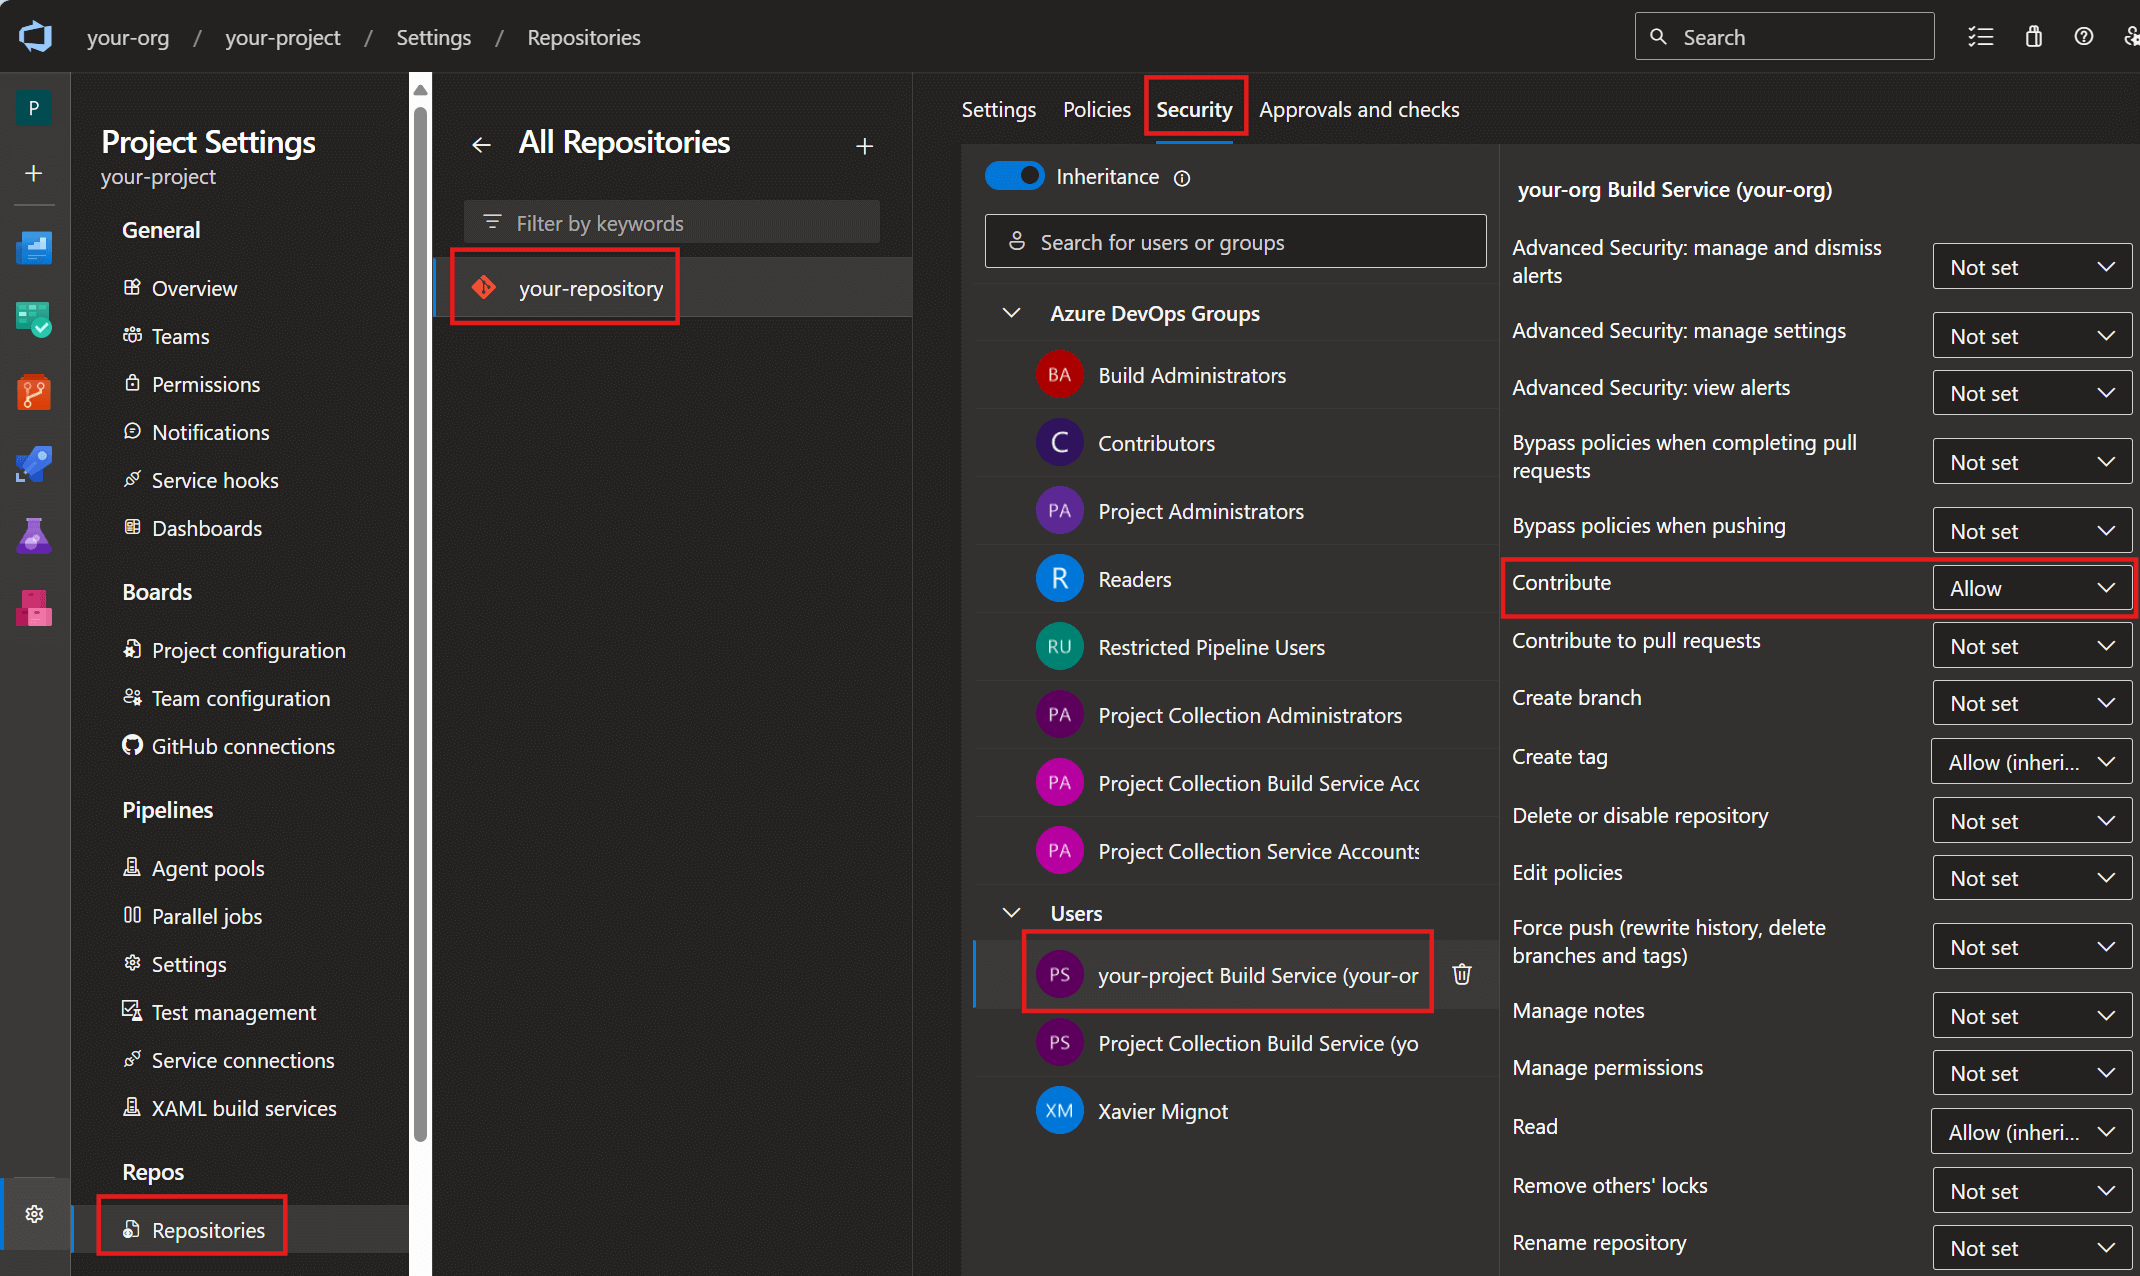 your-org / your-project / Settings / Repositories
Search
P
Project Settings
your-project
General
Overview
Teams
Permissions
Notifications
Service hooks
Dashboards
Boards
Project configuration
Team configuration
GitHub connections
Pipelines
Agent pools
Parallel jobs
Settings
Test management
Service connections
XAML build services
Repos
Repositories
All Repositories
Filter by keywords
your-repository
Settings Policies Security Approvals and checks
Inheritance
Search for users or groups
Azure DevOps Groups
BA Build Administrators
C Contributors
PA Project Administrators
R Readers
RU Restricted Pipeline Users
PA Project Collection Administrators
PA Project Collection Build Service Acc
PA Project Collection Service Accounts
Users
PS your-project Build Service (your-or
PS Project Collection Build Service (yo
XM Xavier Mignot
your-org Build Service (your-org)
Advanced Security: manage and dismiss
alerts
Not set
Advanced Security: manage settings
Not set
Advanced Security: view alerts
Not set
Bypass policies when completing pull
requests
Not set
Bypass policies when pushing
Not set
Contribute
Allow
Contribute to pull requests
Not set
Create branch
Not set
Create tag
Allow (inheri...
Delete or disable repository
Not set
Edit policies
Not set
Force push (rewrite history, delete
branches and tags)
Not set
Manage notes
Not set
Manage permissions
Not set
Read
Allow (inheri...
Remove others' locks
Not set
Rename repository
Not set